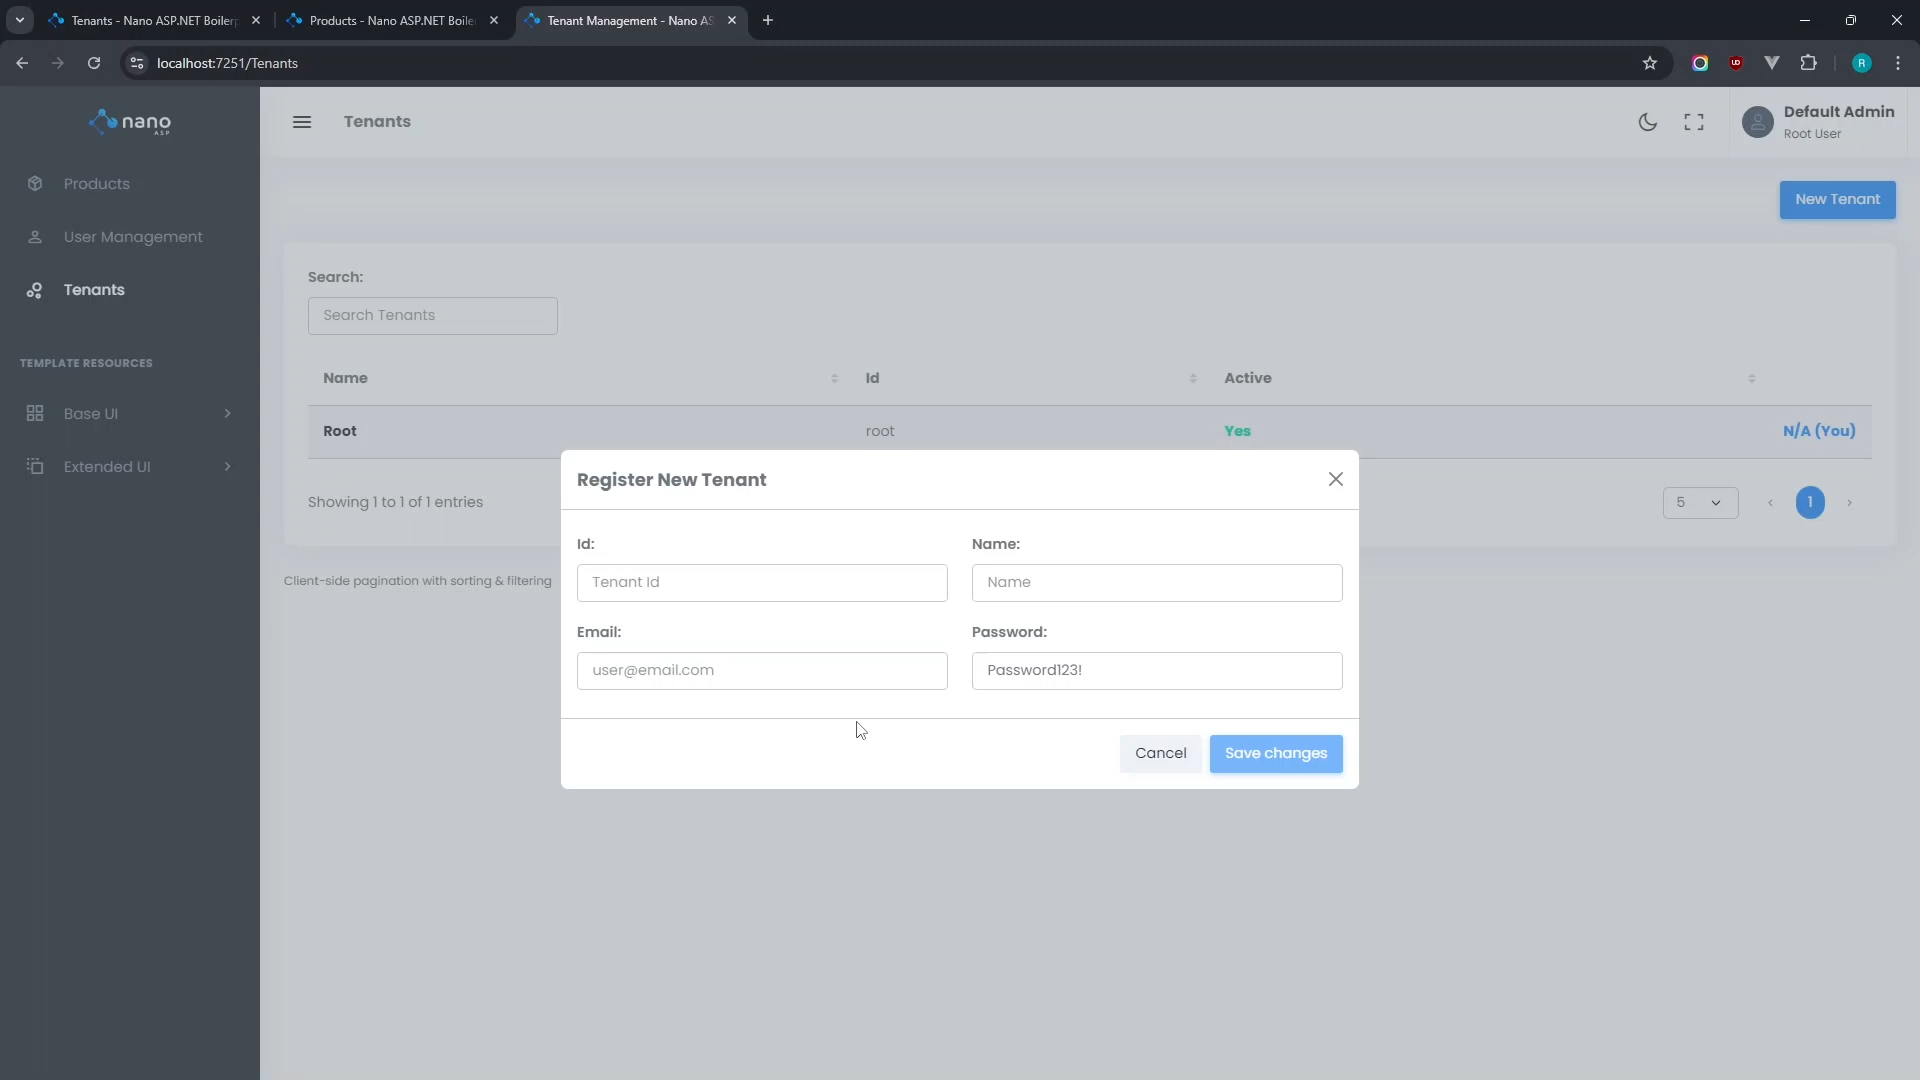 Tenants - Nano ASP.NET Boilerp
Products - Nano ASP.NET Boile
Tenant Management - Nano AS
localhost:7251/Tenants
R
nano
ASP
Tenants
Default Admin
Root User
Products
User Management
Tenants
TEMPLATE RESOURCES
Base UI
Extended UI
New Tenant
Search:
Search Tenants
Name
Id
Active
Root
root
Yes
N/A (You)
Showing 1 to 1 of 1 entries
5
1
Client-side pagination with sorting & filtering
Register New Tenant
Id:
Name:
Tenant Id
Name
Email:
Password:
user@email.com
Password123!
Cancel
Save changes